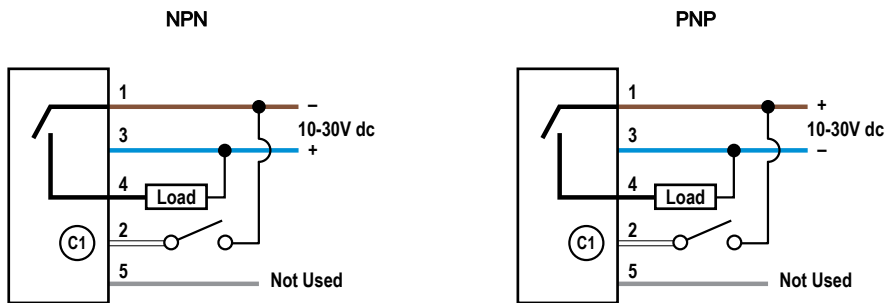 NPN
1
–
10-30V dc
3
+
4
Load
2
C1
5
Not Used
PNP
1
+
10-30V dc
3
–
4
Load
2
C1
5
Not Used